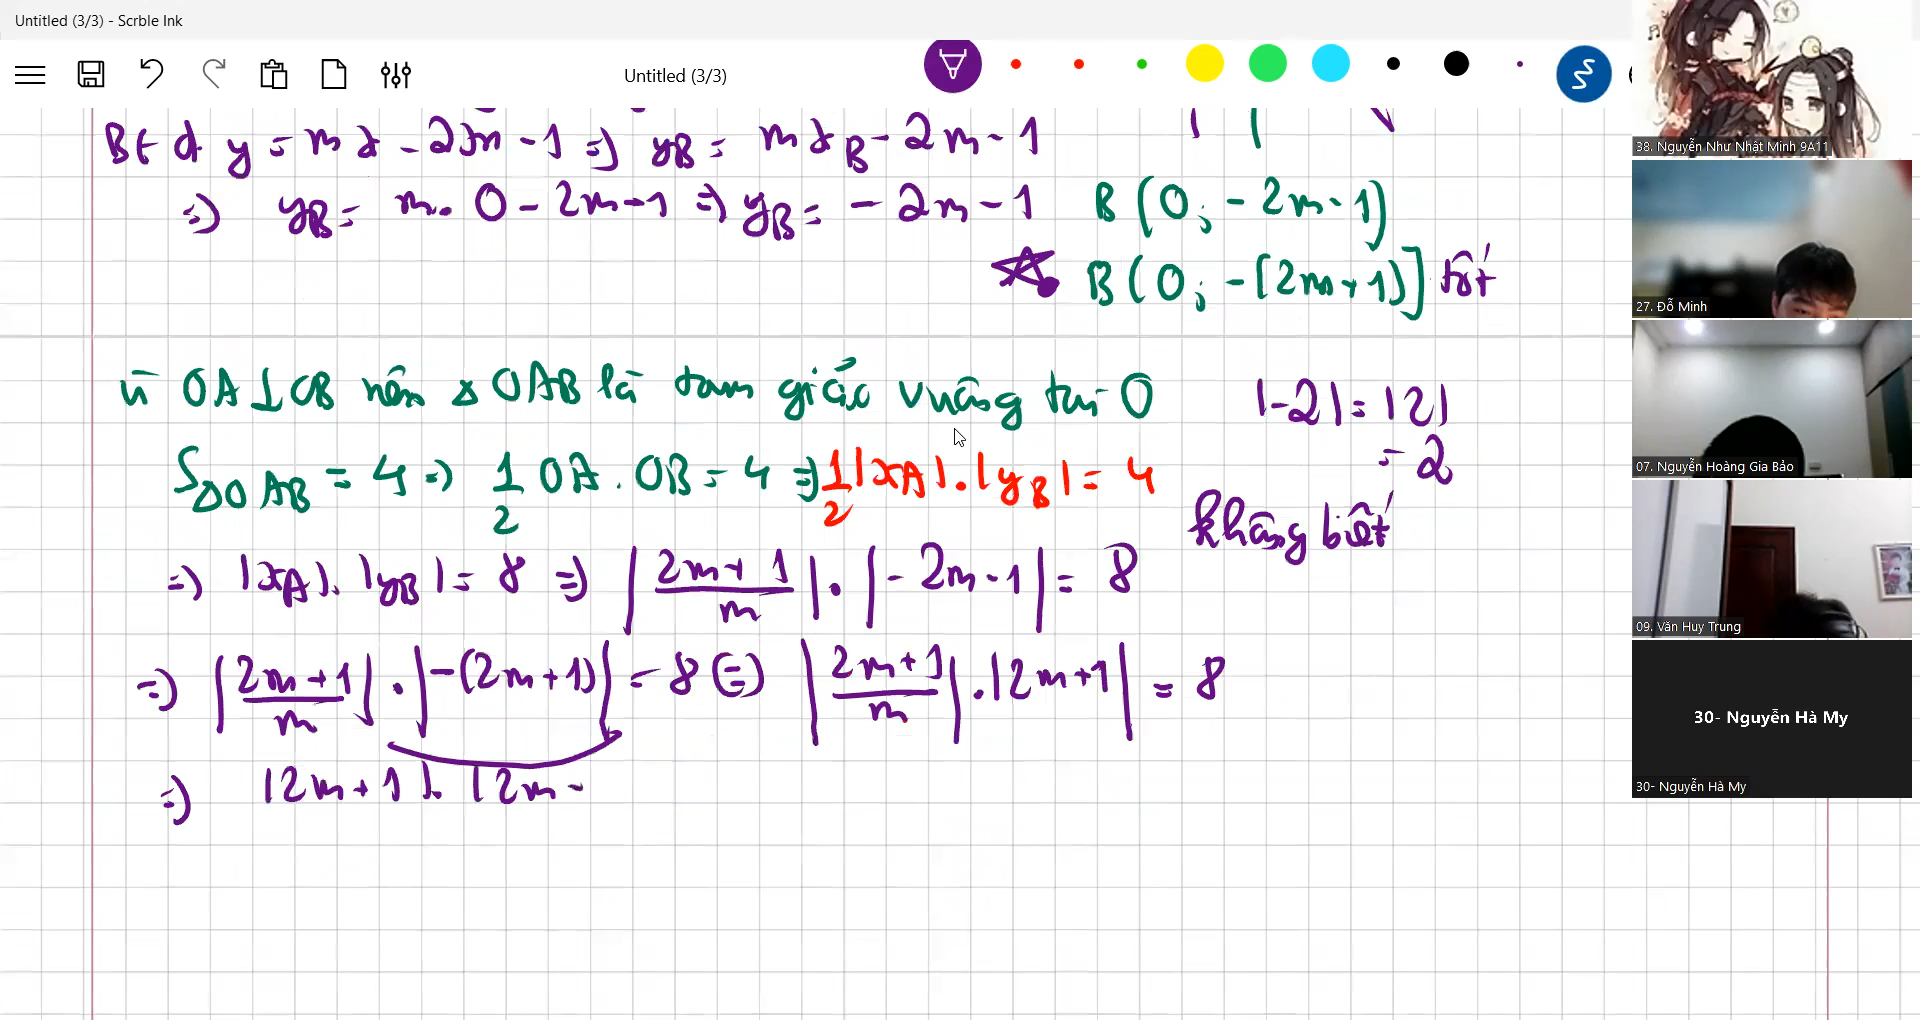 Untitled (3/3) - Scrble Ink
Untitled (3/3)
B ∈ d y = mx - 2m - 1 => yB = mxB - 2m - 1
=> yB = m. 0 - 2m - 1 => yB = - 2m - 1
B (0; - 2m - 1)
B (0; - [2m + 1)] tốt
vì OA ⊥ OB nên Δ OAB là tam giác vuông tại O
|-2| = |2|
= 2
SΔOAB = 4 => 1/2 OA . OB = 4 => 1/2 |xA| . |yB| = 4
không biết
=> |xA|. |yB| = 8 => |2m + 1/m| . |- 2m - 1| = 8
=> |2m + 1/m| . |-(2m + 1)| = 8 (=) |2m + 1/m| . |2m + 1| = 8
=> |2m + 1|. |2m -
38. Nguyễn Như Nhật Minh 9A11
27. Đỗ Minh
07. Nguyễn Hoàng Gia Bảo
09. Văn Huy Trung
30- Nguyễn Hà My
30- Nguyễn Hà My